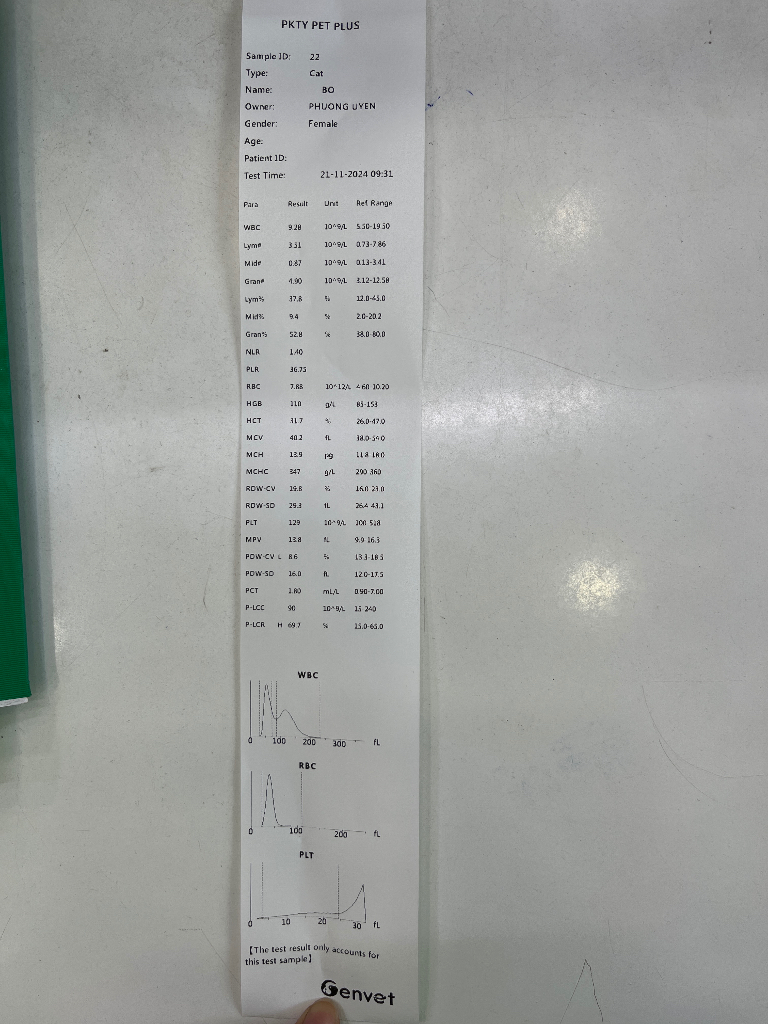 PKTY PET PLUS
Sample ID: 22
Type: Cat
Name: BO
Owner: PHUONG UYEN
Gender: Female
Age:
Patient ID:
Test Time: 21-11-2024 09:31
Para Result Unit Ref. Range
WBC 9.28 10^9/L 5.50-19.50
Lym# 3.51 10^9/L 0.73-7.86
Mid# 0.87 10^9/L 0.13-3.41
Gran# 4.90 10^9/L 3.12-12.58
Lym% 37.8 % 12.0-45.0
Mid% 9.4 % 2.0-20.2
Gran% 52.8 % 38.0-80.0
NLR 1.40
PLR 36.75
RBC 7.88 10^12/L 4.60-10.20
HGB 110 g/L 85-153
HCT 31.7 % 26.0-47.0
MCV 40.2 fL 38.0-54.0
MCH 13.9 pg 11.8-18.0
MCHC 347 g/L 290-360
RDW-CV 19.8 % 16.0-23.0
RDW-SD 29.3 fL 26.4-43.1
PLT 129 10^9/L 100-518
MPV 13.8 fL 9.9-16.3
PDW-CV L 8.6 % 13.3-18.5
PDW-SD 16.0 fL 12.0-17.5
PCT 1.80 mL/L 0.90-7.00
P-LCC 90 10^9/L 15-240
P-LCR H 69.7 % 15.0-65.0
WBC
0 100 200 300 fL
RBC
0 100 200 fL
PLT
0 10 20 30 fL
【The test result only accounts for
this test sample】
Genvet